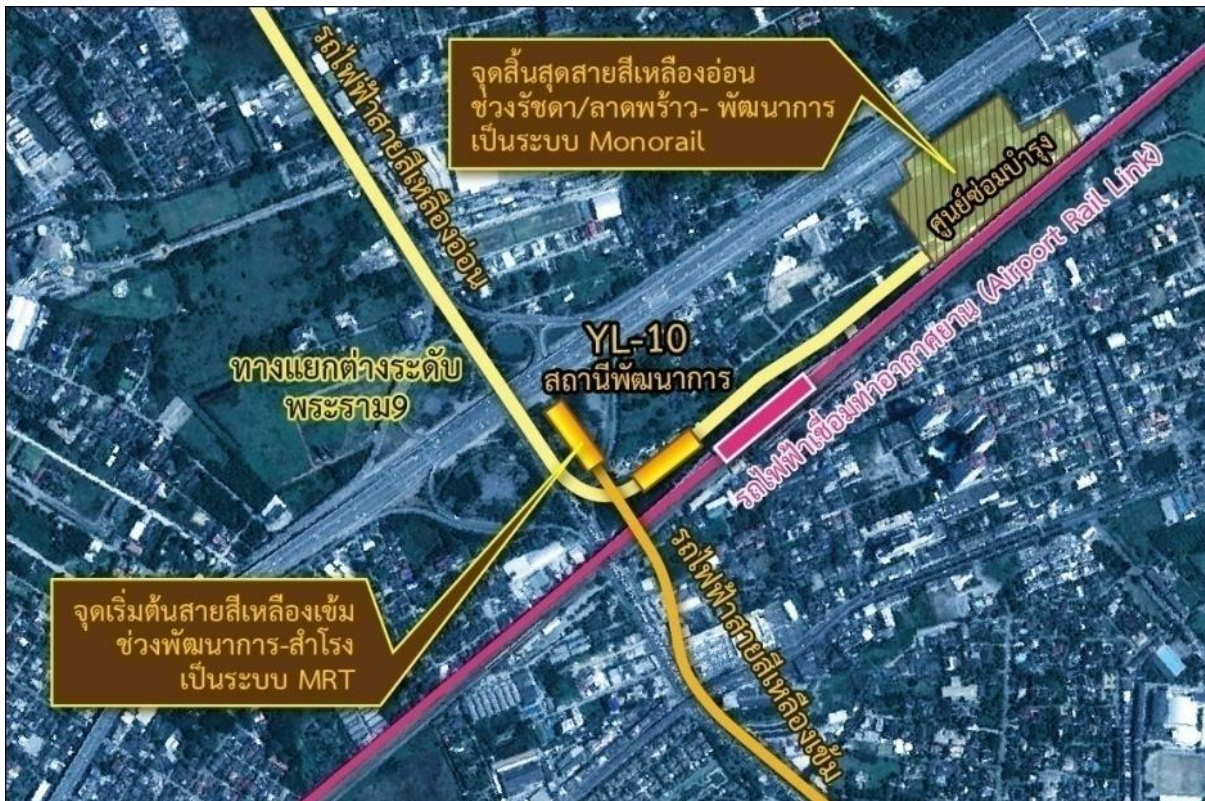 รถไฟฟ้าสายสีเหลืองอ่อน
จุดสิ้นสุดสายสีเหลืองอ่อน
ช่วงรัชดา/ลาดพร้าว- พัฒนาการ
เป็นระบบ Monorail
ศูนย์ซ่อมบำรุง
YL-10
สถานีพัฒนาการ
ทางแยกต่างระดับ
พระราม9
รถไฟฟ้าเชื่อมท่าอากาศยาน (Airport Rail Link)
จุดเริ่มต้นสายสีเหลืองเข้ม
ช่วงพัฒนาการ-สำโรง
เป็นระบบ MRT
รถไฟฟ้าสายสีเหลืองเข้ม